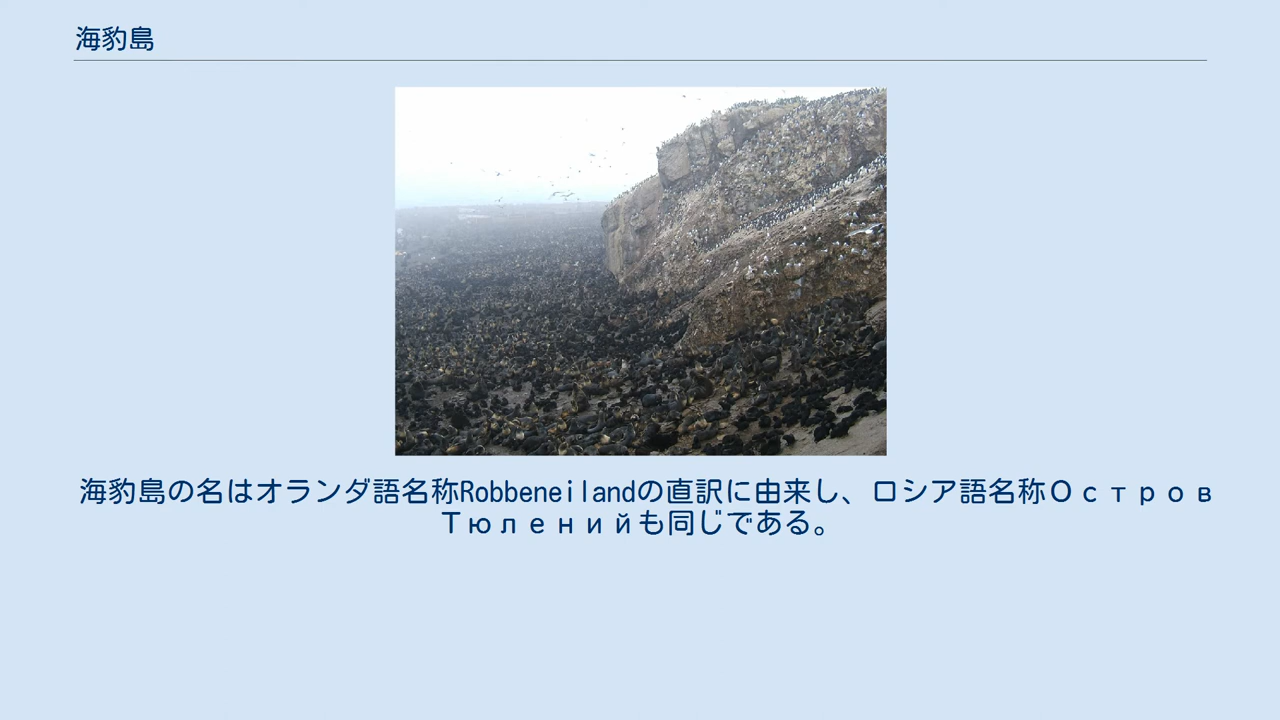 海豹島
海豹島の名はオランダ語名称Robbeneilandの直訳に由来し、ロシア語名称Остров
Тюленийも同じである。